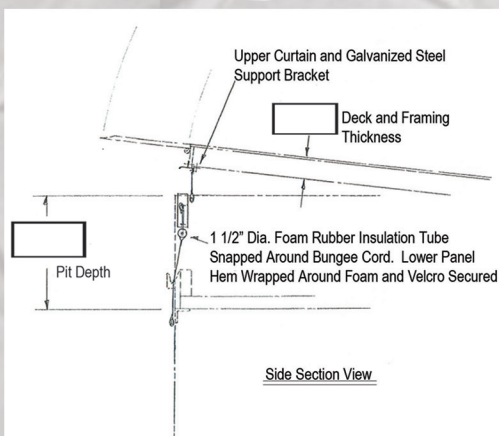 Upper Curtain and Galvanized Steel
Support Bracket
Deck and Framing
Thickness
1 1/2" Dia. Foam Rubber Insulation Tube
Snapped Around Bungee Cord. Lower Panel
Hem Wrapped Around Foam and Velcro Secured
Pit Depth
Side Section View